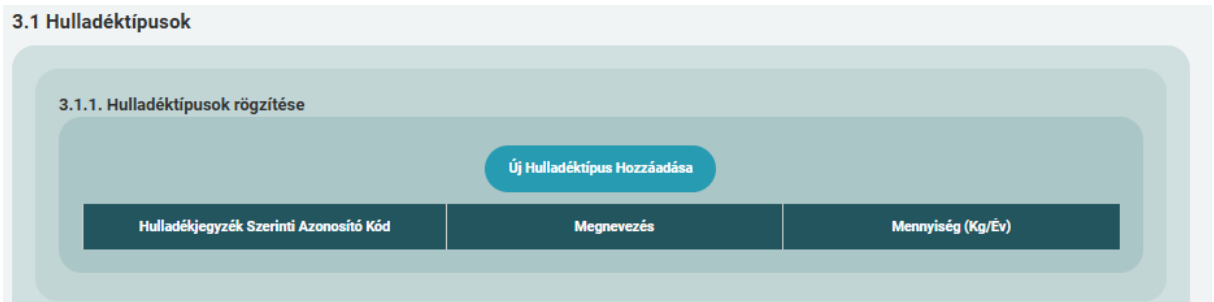 3.1 Hulladéktípusok
3.1.1. Hulladéktípusok rögzítése
Új Hulladéktípus Hozzáadása
Hulladékjegyzék Szerinti Azonosító Kód Megnevezés Mennyiség (Kg/Év)